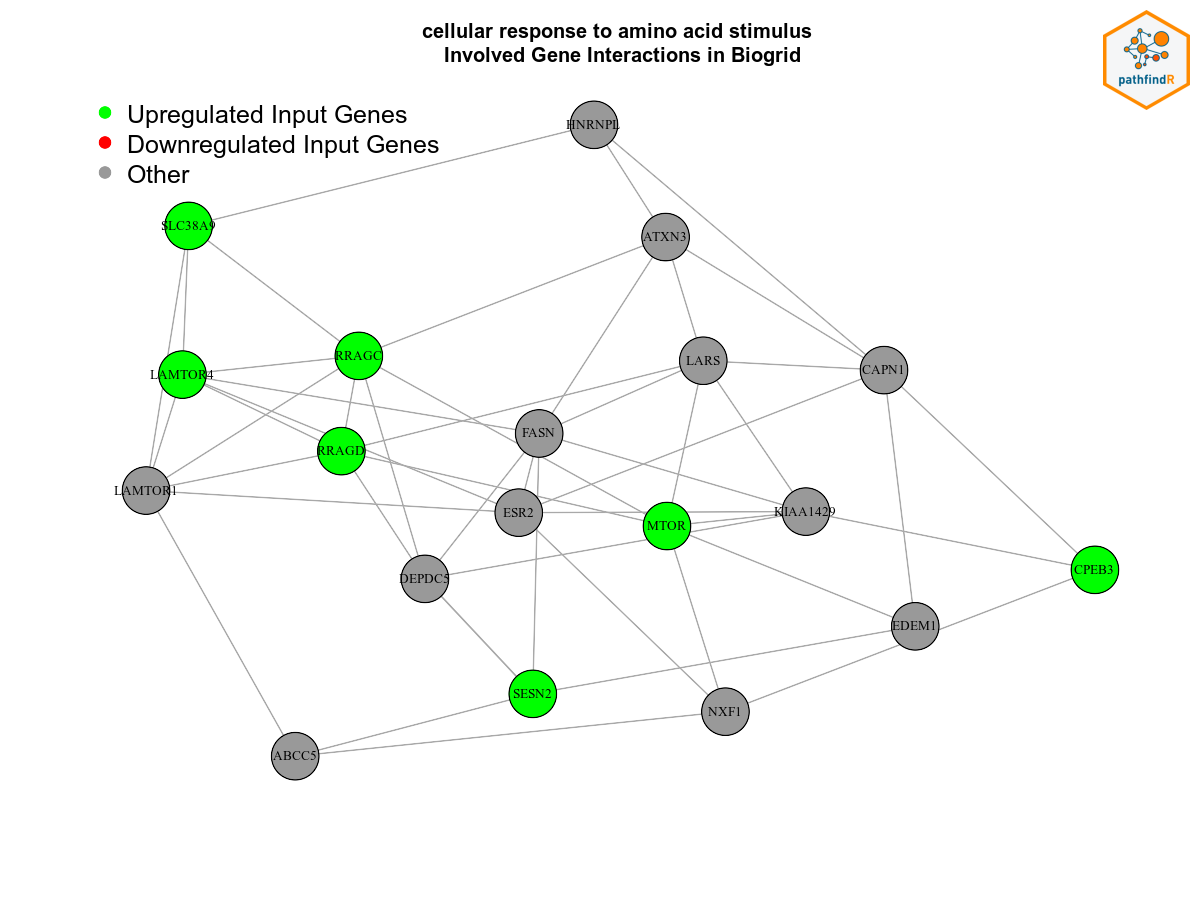 cellular response to amino acid stimulus
Involved Gene Interactions in Biogrid
pathfindR
Upregulated Input Genes
Downregulated Input Genes
Other
HNRNPL
SLC38A9
ATXN3
RRAGC
LARS
CAPN1
LAMTOR4
FASN
RRAGD
LAMTOR1
ESR2
MTOR
KIAA1429
DEPDC5
CPEB3
EDEM1
SESN2
NXF1
ABCC5